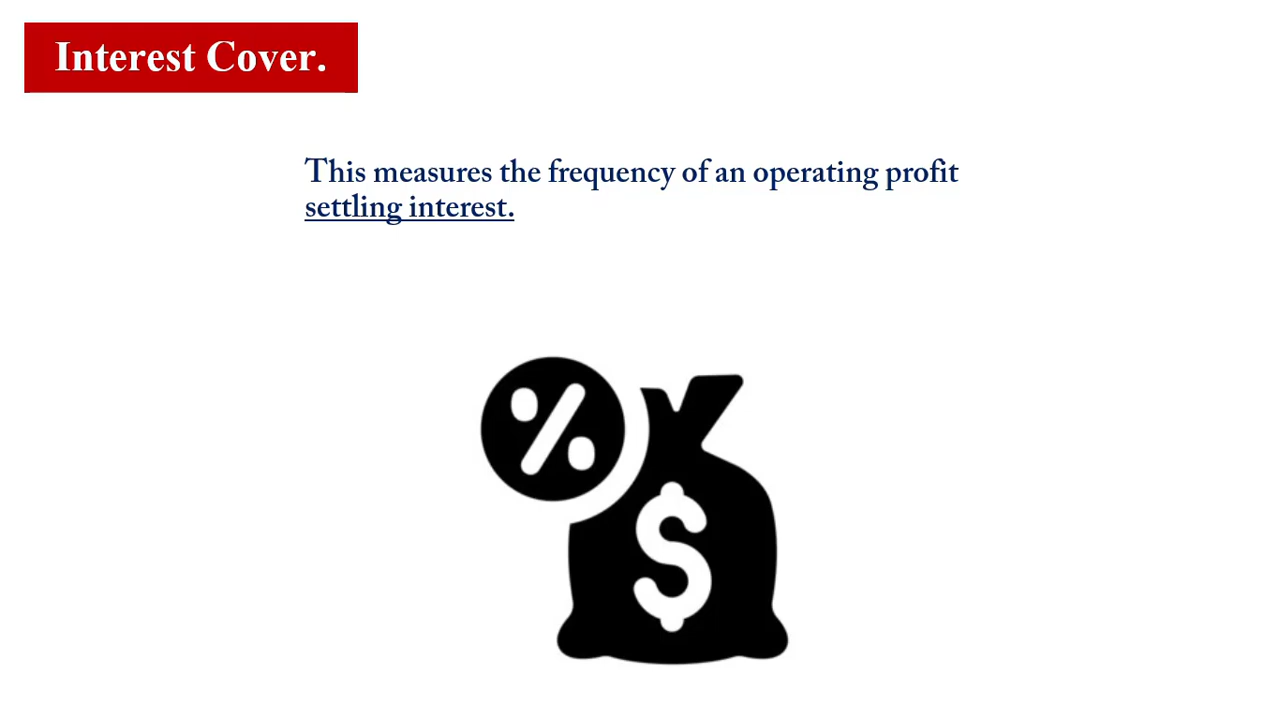 Interest Cover.
This measures the frequency of an operating profit
settling interest.
%
$